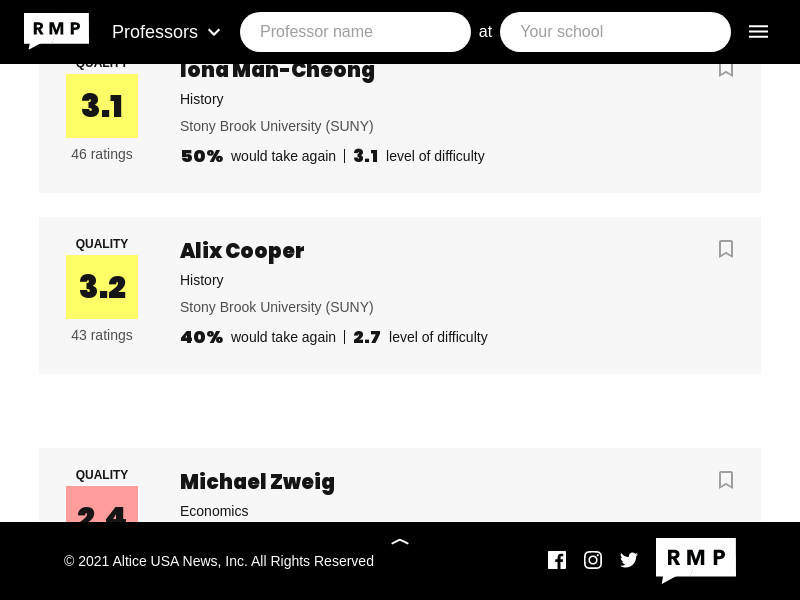 RMP
Professors
Professor name
at
Your school
QUALITY
Iona Man-Cheong
3.1
History
Stony Brook University (SUNY)
46 ratings
50% would take again | 3.1 level of difficulty
QUALITY
Alix Cooper
3.2
History
Stony Brook University (SUNY)
43 ratings
40% would take again | 2.7 level of difficulty
QUALITY
Michael Zweig
2.4
Economics
© 2021 Altice USA News, Inc. All Rights Reserved
RMP